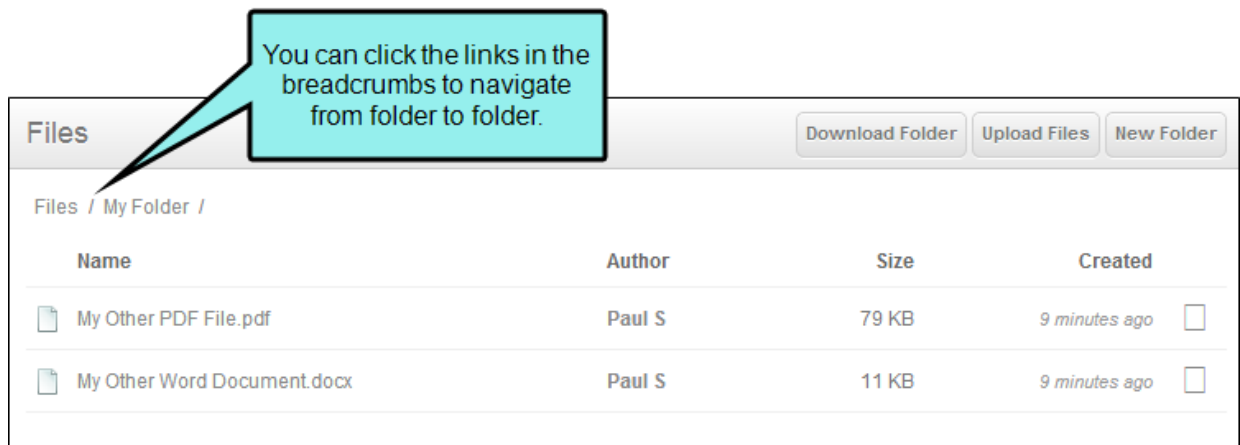 You can click the links in the
breadcrumbs to navigate
from folder to folder.
Files Download Folder Upload Files New Folder
Files / My Folder /
Name Author Size Created
My Other PDF File.pdf Paul S 79 KB 9 minutes ago
My Other Word Document.docx Paul S 11 KB 9 minutes ago